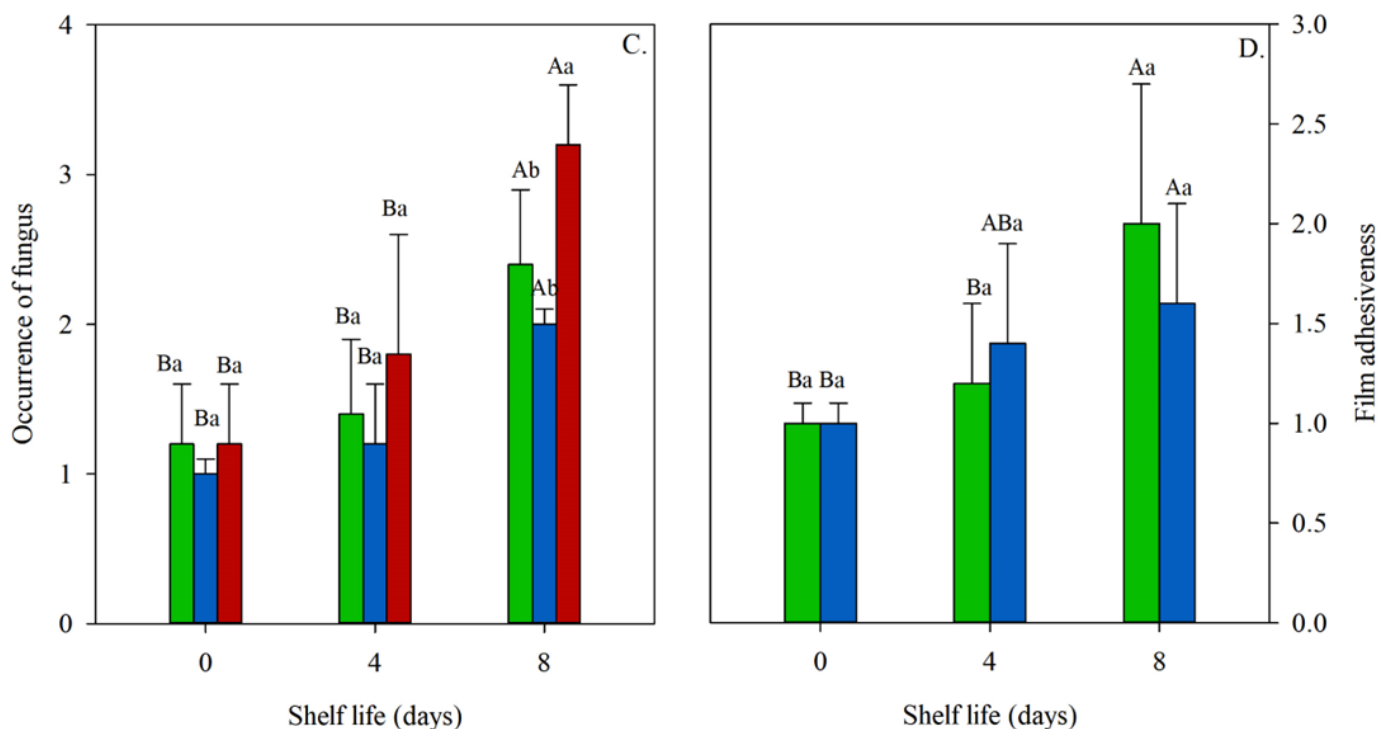 C.
Occurrence of fungus
4
3
2
1
0
Ba
Ba
Ba
Ba
Ba
Ba
Ab
Ab
Aa
0 4 8
Shelf life (days)
D.
Ba Ba
Ba
ABa
Aa
Aa
3.0
2.5
2.0
1.5
1.0
0.5
0.0
Film adhesiveness
0 4 8
Shelf life (days)